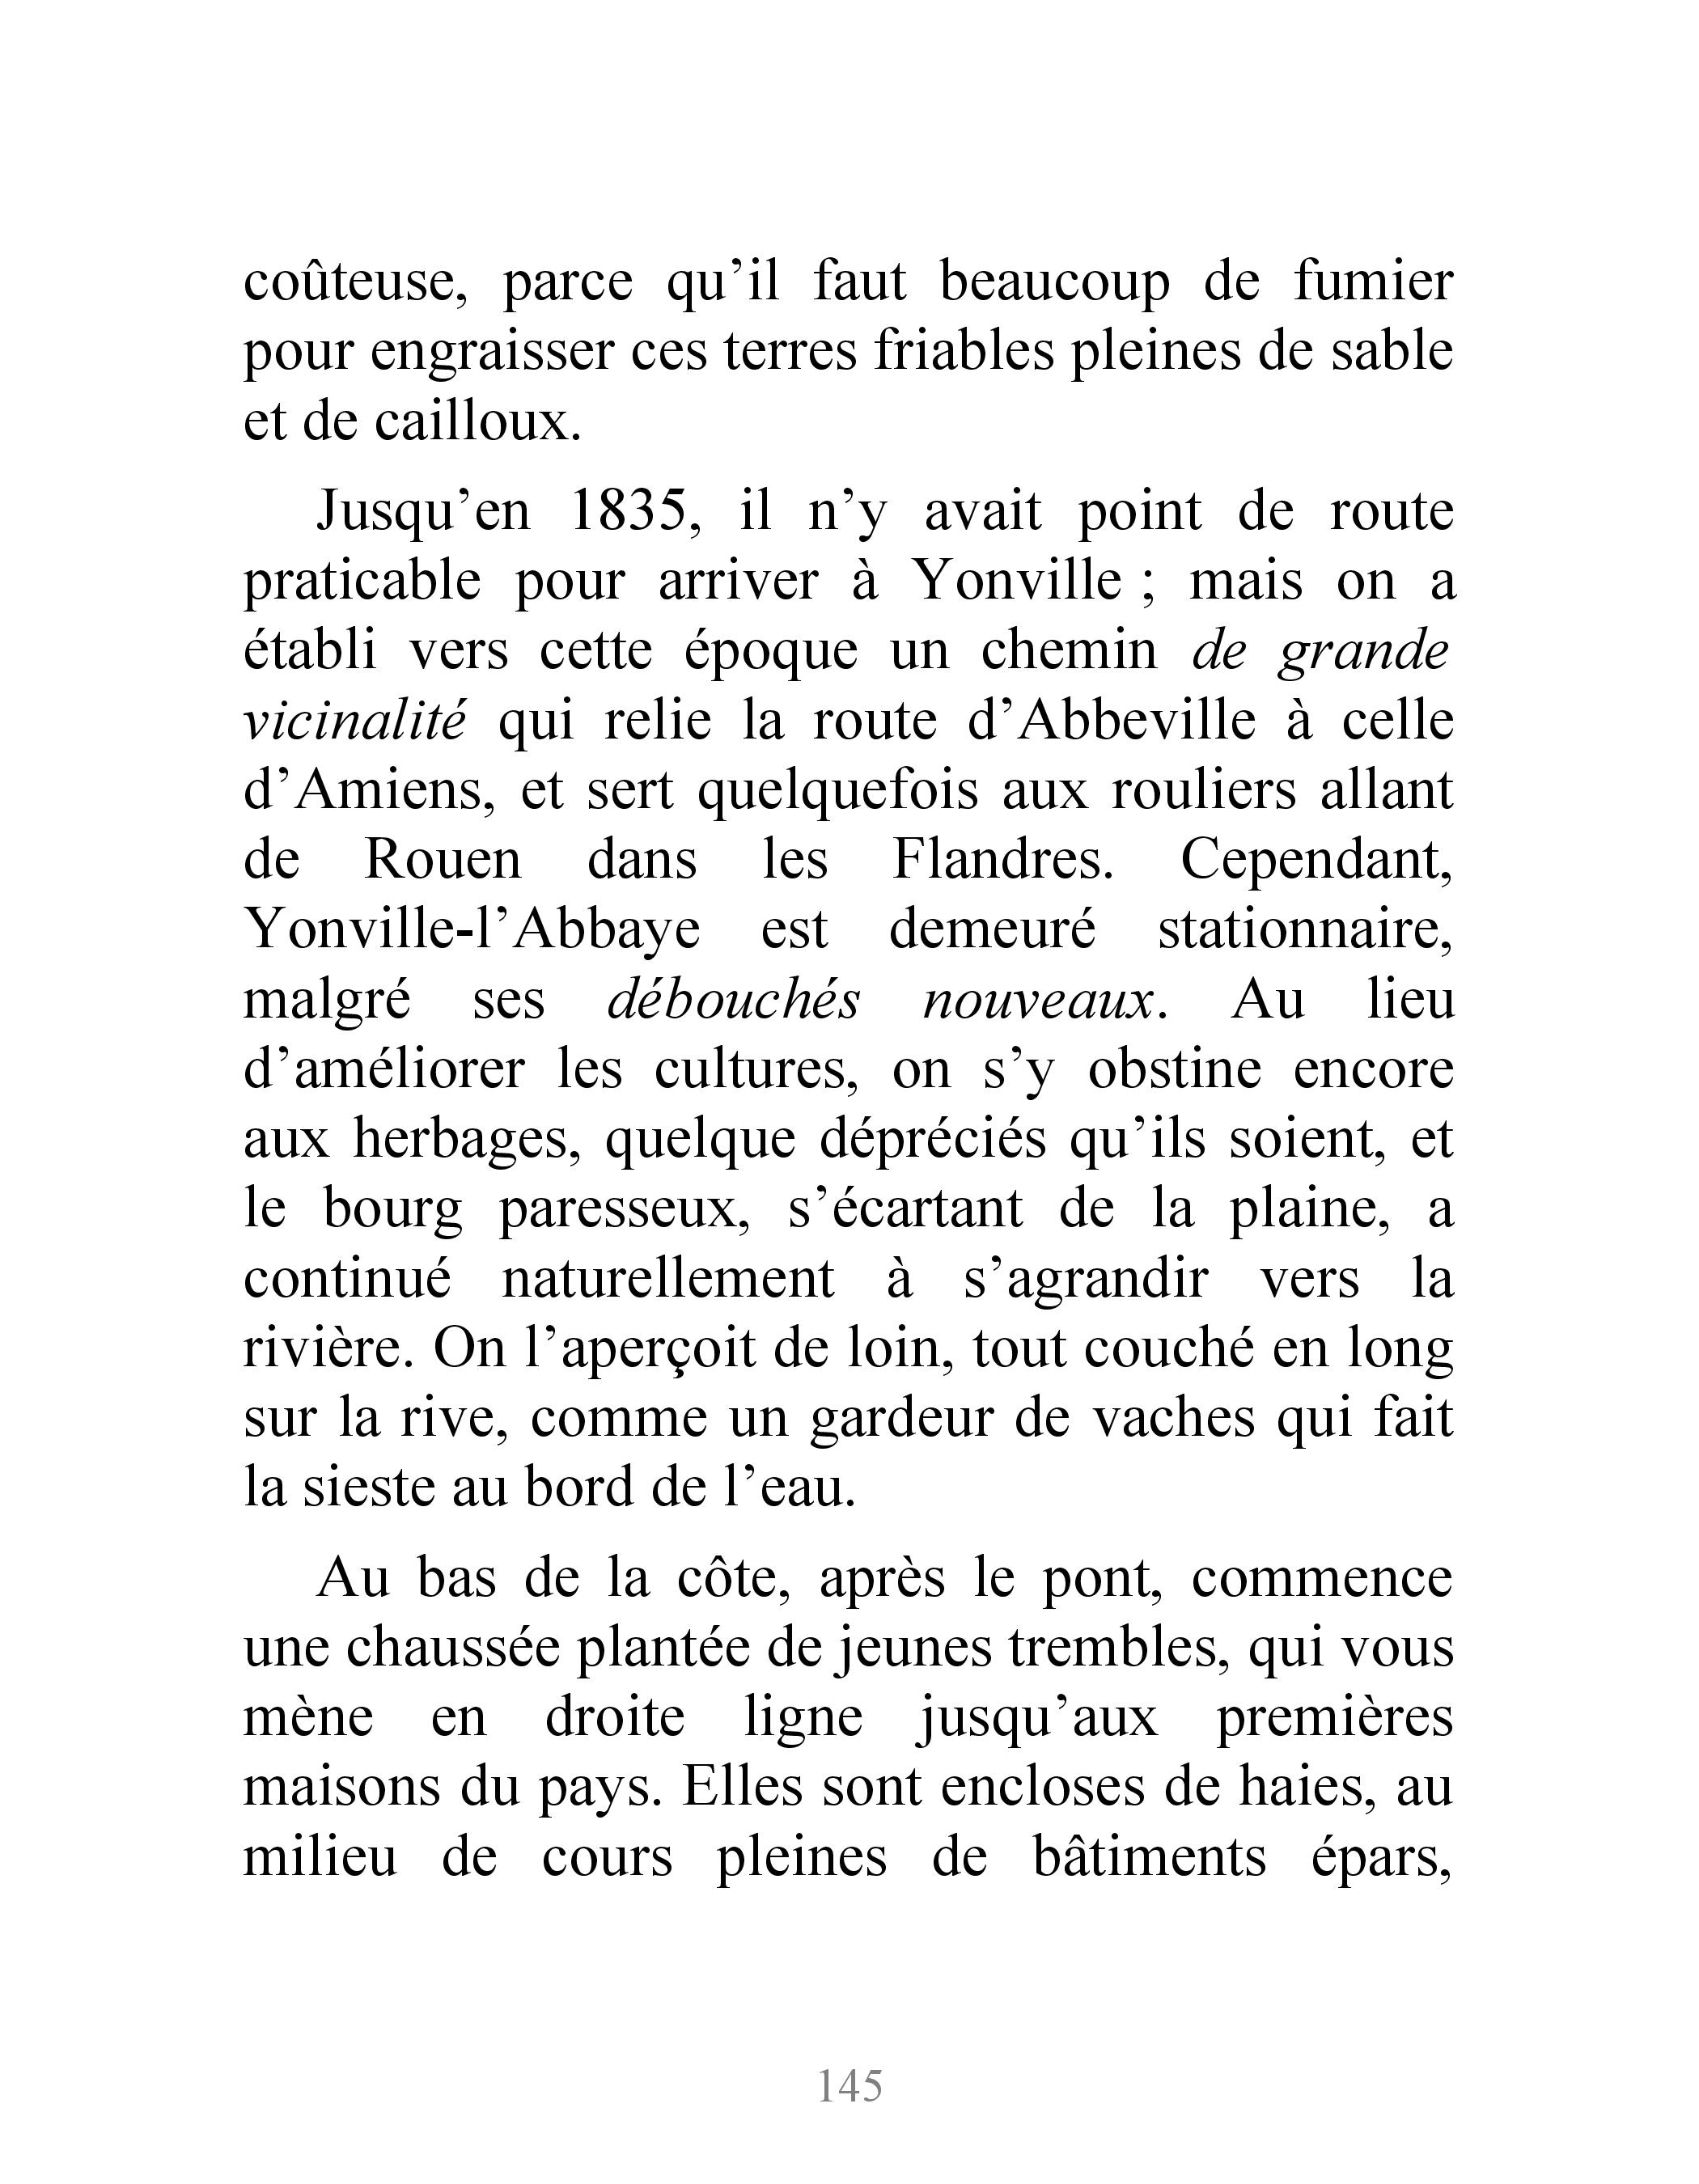 coûteuse, parce qu’il faut beaucoup de fumier
pour engraisser ces terres friables pleines de sable
et de cailloux.
Jusqu’en 1835, il n’y avait point de route
praticable pour arriver à Yonville ; mais on a
établi vers cette époque un chemin de grande
vicinalité qui relie la route d’Abbeville à celle
d’Amiens, et sert quelquefois aux rouliers allant
de Rouen dans les Flandres. Cependant,
Yonville-l’Abbaye est demeuré stationnaire,
malgré ses débouchés nouveaux. Au lieu
d’améliorer les cultures, on s’y obstine encore
aux herbages, quelque dépréciés qu’ils soient, et
le bourg paresseux, s’écartant de la plaine, a
continué naturellement à s’agrandir vers la
rivière. On l’aperçoit de loin, tout couché en long
sur la rive, comme un gardeur de vaches qui fait
la sieste au bord de l’eau.
Au bas de la côte, après le pont, commence
une chaussée plantée de jeunes trembles, qui vous
mène en droite ligne jusqu’aux premières
maisons du pays. Elles sont encloses de haies, au
milieu de cours pleines de bâtiments épars,
145